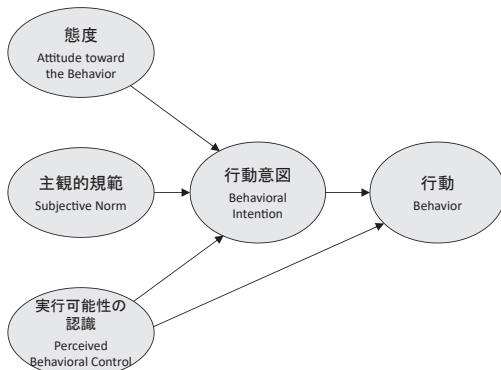 態度
Attitude toward
the Behavior
主観的規範
Subjective Norm
行動意図
Behavioral
Intention
行動
Behavior
実行可能性の
認識
Perceived
Behavioral Control